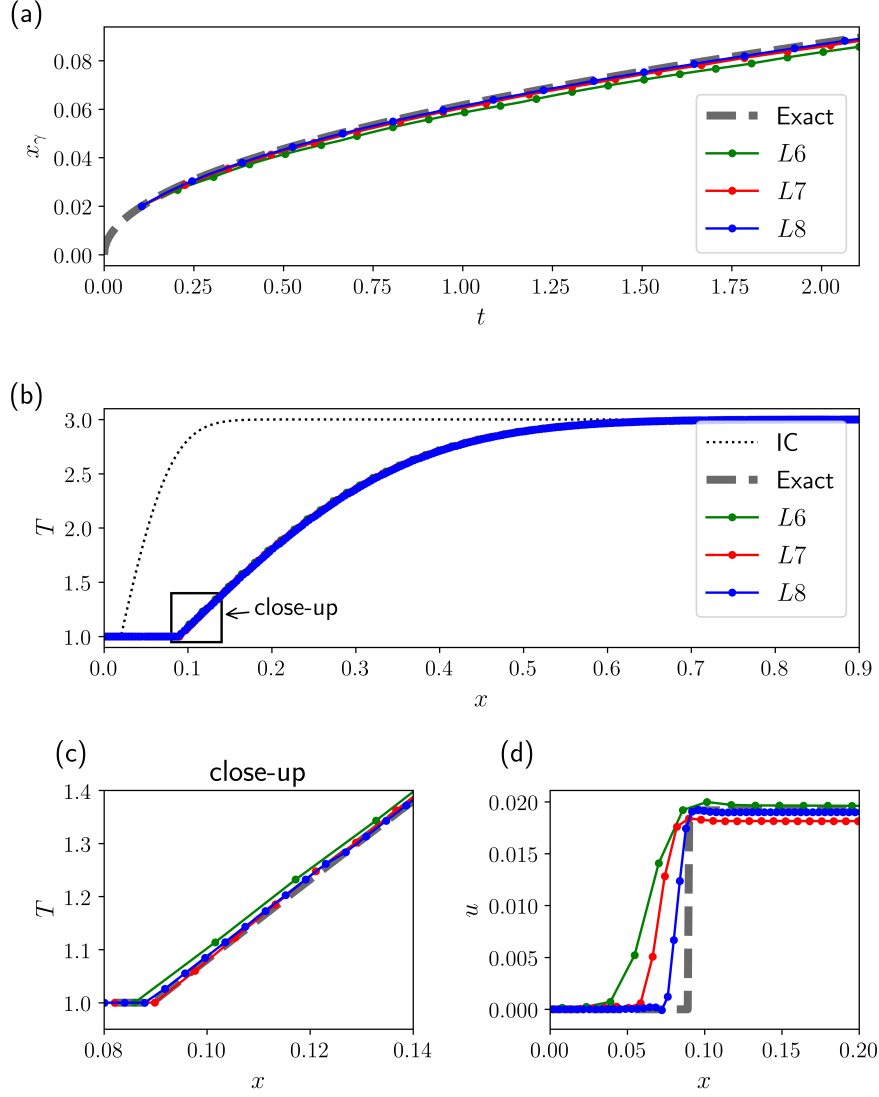 (a)
0.08
0.06
0.04
0.02
0.00
x_γ
0.00 0.25 0.50 0.75 1.00 1.25 1.50 1.75 2.00
t
Exact
L6
L7
L8
(b)
3.0
2.5
2.0
1.5
1.0
T
0.0 0.1 0.2 0.3 0.4 0.5 0.6 0.7 0.8 0.9
x
close-up
IC
Exact
L6
L7
L8
(c)
close-up
1.4
1.3
1.2
1.1
1.0
T
0.08 0.10 0.12 0.14
x
(d)
0.020
0.015
0.010
0.005
0.000
u
0.00 0.05 0.10 0.15 0.20
x